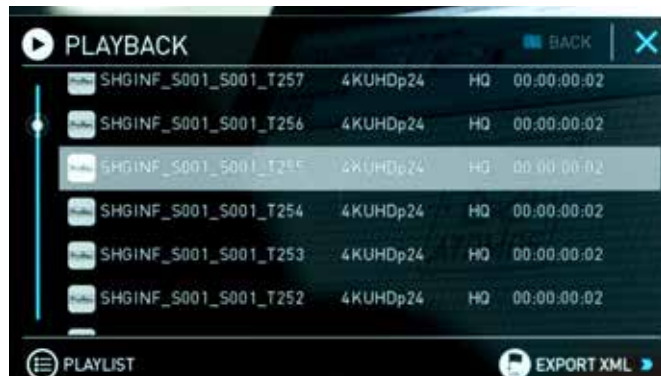 PLAYBACK BACK
SHGINF_S001_S001_T257 4KUHDp24 HQ 00:00:00:02
SHGINF_S001_S001_T256 4KUHDp24 HQ 00:00:00:02
SHGINF_S001_S001_T255 4KUHDp24 HQ 00:00:00:02
SHGINF_S001_S001_T254 4KUHDp24 HQ 00:00:00:02
SHGINF_S001_S001_T253 4KUHDp24 HQ 00:00:00:02
SHGINF_S001_S001_T252 4KUHDp24 HQ 00:00:00:02
PLAYLIST EXPORT XML